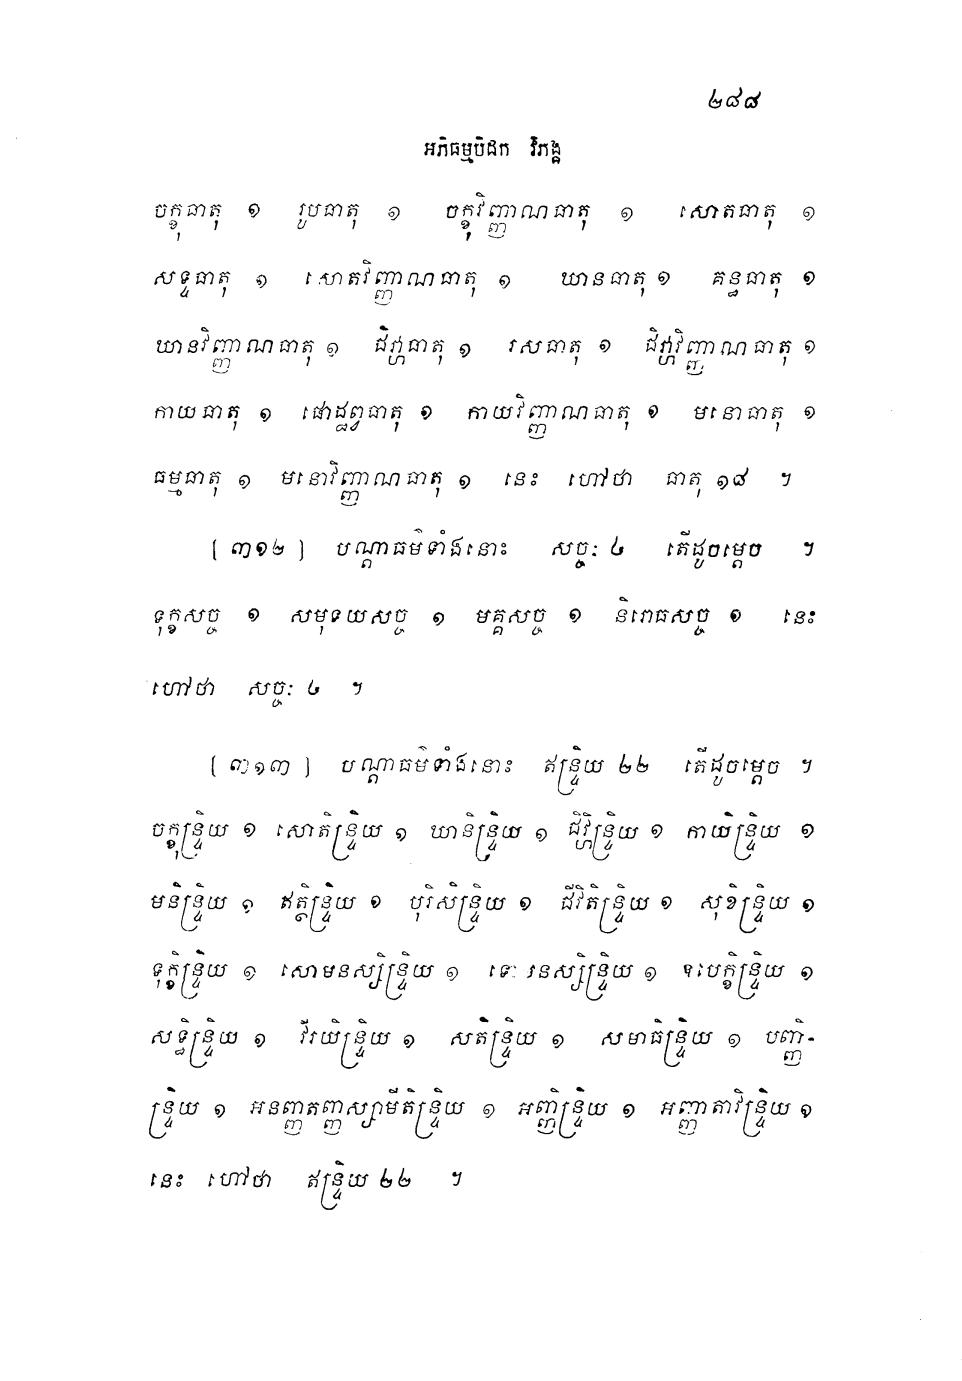 ២៨៨
អភិធម្មបិដក វិភង្គ
ចក្ខុធាតុ ១ រូបធាតុ ១ ចក្ខុវិញ្ញាណធាតុ ១ សោតធាតុ ១
សទ្ទធាតុ ១ សោតវិញ្ញាណធាតុ ១ ឃានធាតុ ១ គន្ធធាតុ ១
ឃានវិញ្ញាណធាតុ ១ ជិវ្ហាធាតុ ១ រសធាតុ ១ ជិវ្ហាវិញ្ញាណធាតុ ១
កាយធាតុ ១ ផោដ្ឋព្វធាតុ ១ កាយវិញ្ញាណធាតុ ១ មនោធាតុ ១
ធម្មធាតុ ១ មនោវិញ្ញាណធាតុ ១ នេះ ហៅថា ធាតុ ១៨ ។
[៣១២] បណ្ដាធម៌ទាំងនោះ សច្ចៈ ៤ តើដូចម្ដេច ។
ទុក្ខសច្ច ១ សមុទយសច្ច ១ មគ្គសច្ច ១ និរោធសច្ច ១ នេះ
ហៅថា សច្ចៈ ៤ ។
[៣១៣] បណ្ដាធម៌ទាំងនោះ ឥន្ទ្រិយ ២២ តើដូចម្ដេច ។
ចក្ខុន្ទ្រិយ ១ សោតិន្ទ្រិយ ១ ឃានិន្ទ្រិយ ១ ជិវ្ហិន្ទ្រិយ ១ កាយិន្ទ្រិយ ១
មនិន្ទ្រិយ ១ ឥត្ថិន្ទ្រិយ ១ បុរិសិន្ទ្រិយ ១ ជីវិតិន្ទ្រិយ ១ សុខិន្ទ្រិយ ១
ទុក្ខិន្ទ្រិយ ១ សោមនស្សិន្ទ្រិយ ១ ទោមនស្សិន្ទ្រិយ ១ ឧបេក្ខិន្ទ្រិយ ១
សទ្ធិន្ទ្រិយ ១ វីរយិន្ទ្រិយ ១ សតិន្ទ្រិយ ១ សមាធិន្ទ្រិយ ១ បញ្ញិ-
ន្ទ្រិយ ១ អនញ្ញតញ្ញស្សាមីតិន្ទ្រិយ ១ អញ្ញិន្ទ្រិយ ១ អញ្ញាតាវិន្ទ្រិយ ១
នេះ ហៅថា ឥន្ទ្រិយ ២២ ។